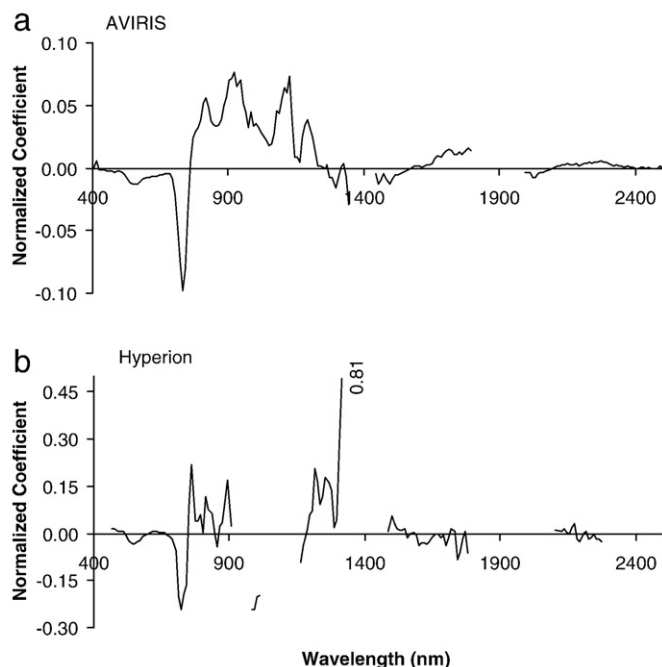 a AVIRIS
Normalized Coefficient
0.10
0.05
0.00
-0.05
-0.10
400 900 1400 1900 2400
b Hyperion
Normalized Coefficient
0.45
0.30
0.15
0.00
-0.15
-0.30
0.81
400 900 1400 1900 2400
Wavelength (nm)